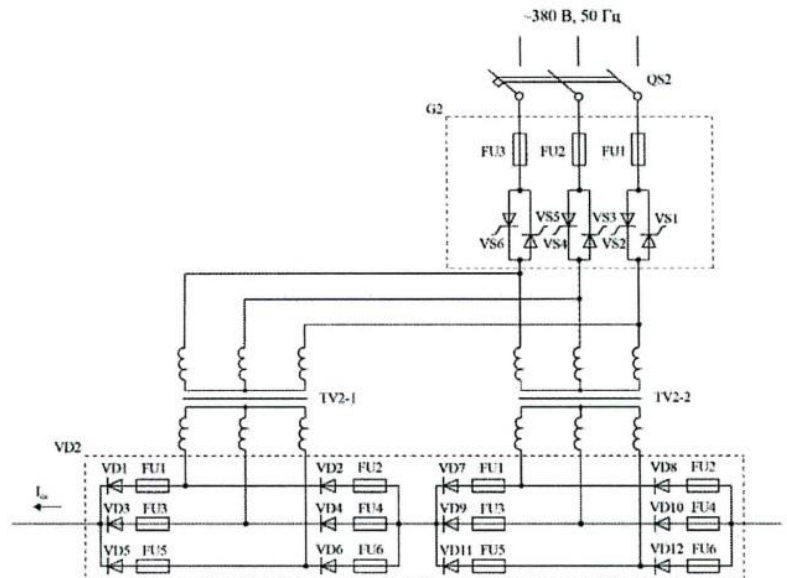 ~380 В, 50 Гц
QS2
G2
FU3 FU2 FU1
VS5 VS3 VS1
VS6 VS4 VS2
TV2-1 TV2-2
VD2
VD1 FU1 VD2 FU2 VD7 FU1 VD8 FU2
VD3 FU3 VD4 FU4 VD9 FU3 VD10 FU4
VD5 FU5 VD6 FU6 VD11 FU5 VD12 FU6